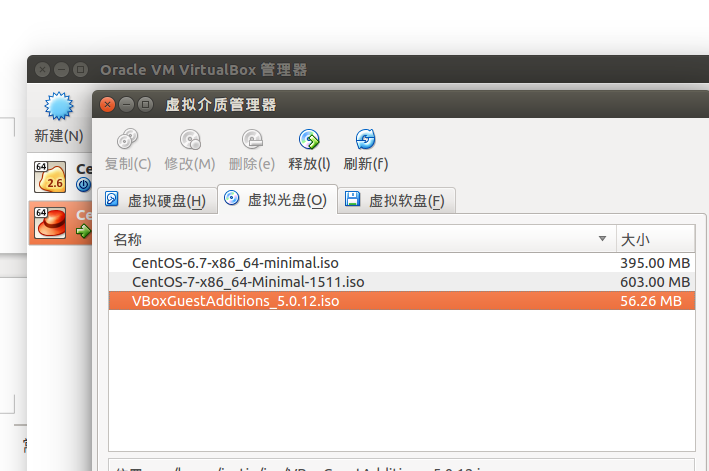 Oracle VM VirtualBox 管理器
虚拟介质管理器
新建(N)
复制(C) 修改(M) 删除(e) 释放(l) 刷新(f)
64
2.6
Ce
64
Ce
虚拟硬盘(H) 虚拟光盘(O) 虚拟软盘(F)
名称 大小
CentOS-6.7-x86_64-minimal.iso 395.00 MB
CentOS-7-x86_64-Minimal-1511.iso 603.00 MB
VBoxGuestAdditions_5.0.12.iso 56.26 MB